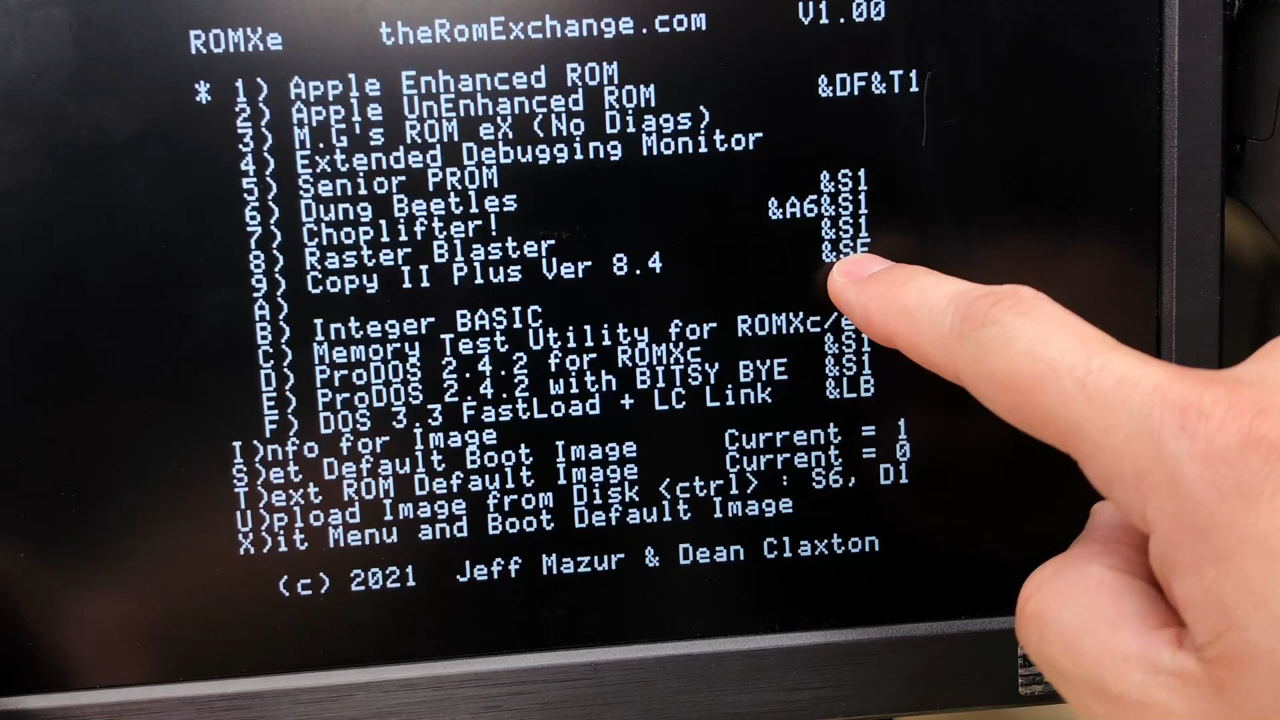 ROMXe theRomExchange.com V1.00
* 1) Apple Enhanced ROM
2) Apple UnEnhanced ROM &DF&T1
3) M.G's ROM eX (No Diags)
4) Extended Debugging Monitor
5) Senior PROM
6) Dung Beetles &S1
7) Choplifter! &A6&S1
8) Raster Blaster &S1
9) Copy II Plus Ver 8.4
A)
B) Integer BASIC
C) Memory Test Utility for ROMXc/e
D) ProDOS 2.4.2 for ROMXc &S1
E) ProDOS 2.4.2 with BITSY BYE &S1
F) DOS 3.3 FastLoad + LC Link &LB
I)nfo for Image
S)et Default Boot Image Current = 1
T)ext ROM Default Image Current = 0
U)pload Image from Disk <ctrl> : S6, D1
X)it Menu and Boot Default Image
(c) 2021 Jeff Mazur & Dean Claxton